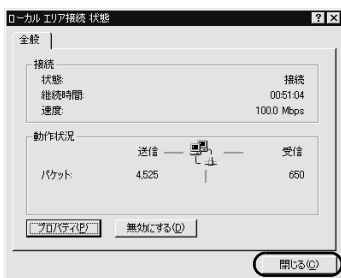 ローカル エリア接続 状態
全般
接続
状態: 接続
継続時間: 00:51:04
速度: 100.0 Mbps
動作状況
送信 受信
パケット: 4,525 650
プロパティ(P) 無効にする(D)
閉じる(C)